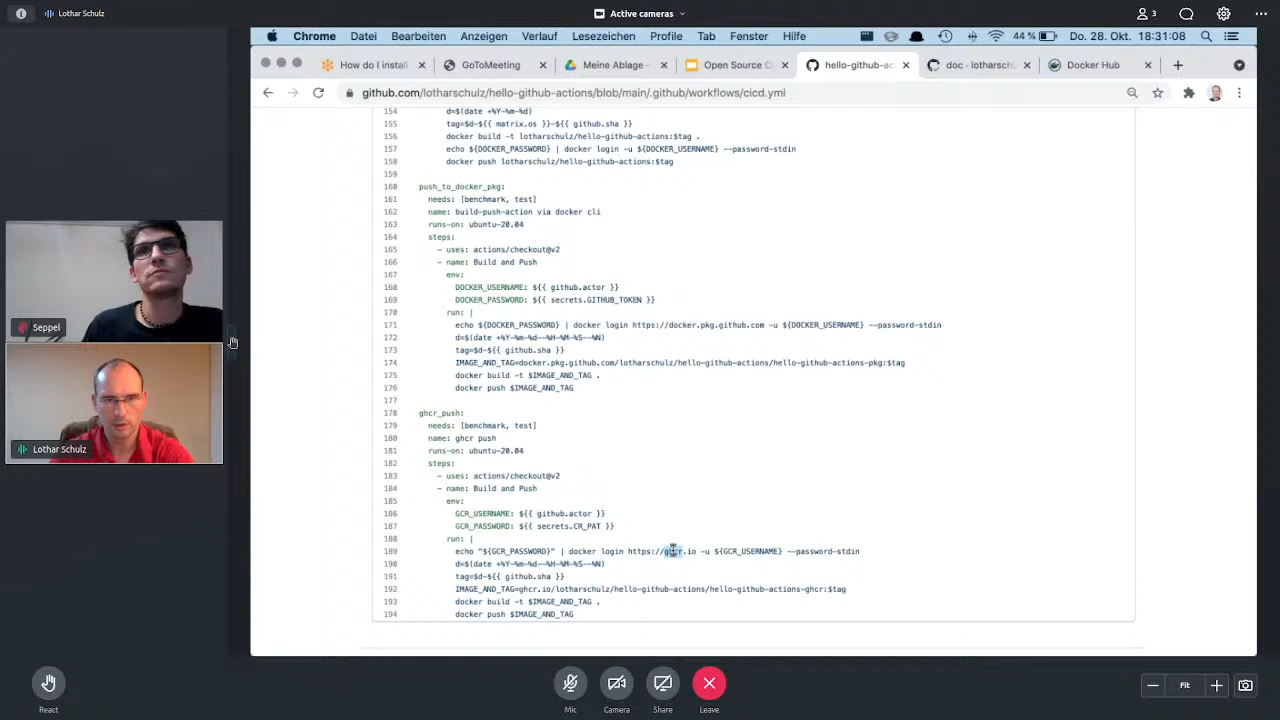 Lothar Schulz
Active cameras
3
Chrome Datei Bearbeiten Anzeigen Verlauf Lesezeichen Profile Tab Fenster Hilfe
44 % Do. 28. Okt. 18:31:08
How do I install
GoToMeeting
Meine Ablage –
Open Source C
hello-github-ac
doc · lotharsch
Docker Hub
github.com/lotharschulz/hello-github-actions/blob/main/.github/workflows/cicd.yml
154 d=$(date +%Y-%m-%d)
155 tag=$d-${{ matrix.os }}-${{ github.sha }}
156 docker build -t lotharschulz/hello-github-actions:$tag .
157 echo ${DOCKER_PASSWORD} | docker login -u ${DOCKER_USERNAME} --password-stdin
158 docker push lotharschulz/hello-github-actions:$tag
159
160 push_to_docker_pkg:
161 needs: [benchmark, test]
162 name: build-push-action via docker cli
163 runs-on: ubuntu-20.04
164 steps:
165 - uses: actions/checkout@v2
166 - name: Build and Push
167 env:
168 DOCKER_USERNAME: ${{ github.actor }}
169 DOCKER_PASSWORD: ${{ secrets.GITHUB_TOKEN }}
170 run: |
171 echo ${DOCKER_PASSWORD} | docker login https://docker.pkg.github.com -u ${DOCKER_USERNAME} --password-stdin
172 d=$(date +%Y-%m-%d--%H-%M-%S--%N)
173 tag=$d-${{ github.sha }}
174 IMAGE_AND_TAG=docker.pkg.github.com/lotharschulz/hello-github-actions/hello-github-actions-pkg:$tag
175 docker build -t $IMAGE_AND_TAG .
176 docker push $IMAGE_AND_TAG
177
178 ghcr_push:
179 needs: [benchmark, test]
180 name: ghcr push
181 runs-on: ubuntu-20.04
182 steps:
183 - uses: actions/checkout@v2
184 - name: Build and Push
185 env:
186 GCR_USERNAME: ${{ github.actor }}
187 GCR_PASSWORD: ${{ secrets.CR_PAT }}
188 run: |
189 echo "${GCR_PASSWORD}" | docker login https://ghcr.io -u ${GCR_USERNAME} --password-stdin
190 d=$(date +%Y-%m-%d--%H-%M-%S--%N)
191 tag=$d-${{ github.sha }}
192 IMAGE_AND_TAG=ghcr.io/lotharschulz/hello-github-actions/hello-github-actions-ghcr:$tag
193 docker build -t $IMAGE_AND_TAG .
194 docker push $IMAGE_AND_TAG
Seppel
Lothar Schulz
React
Mic
Camera
Share
Leave
Fit